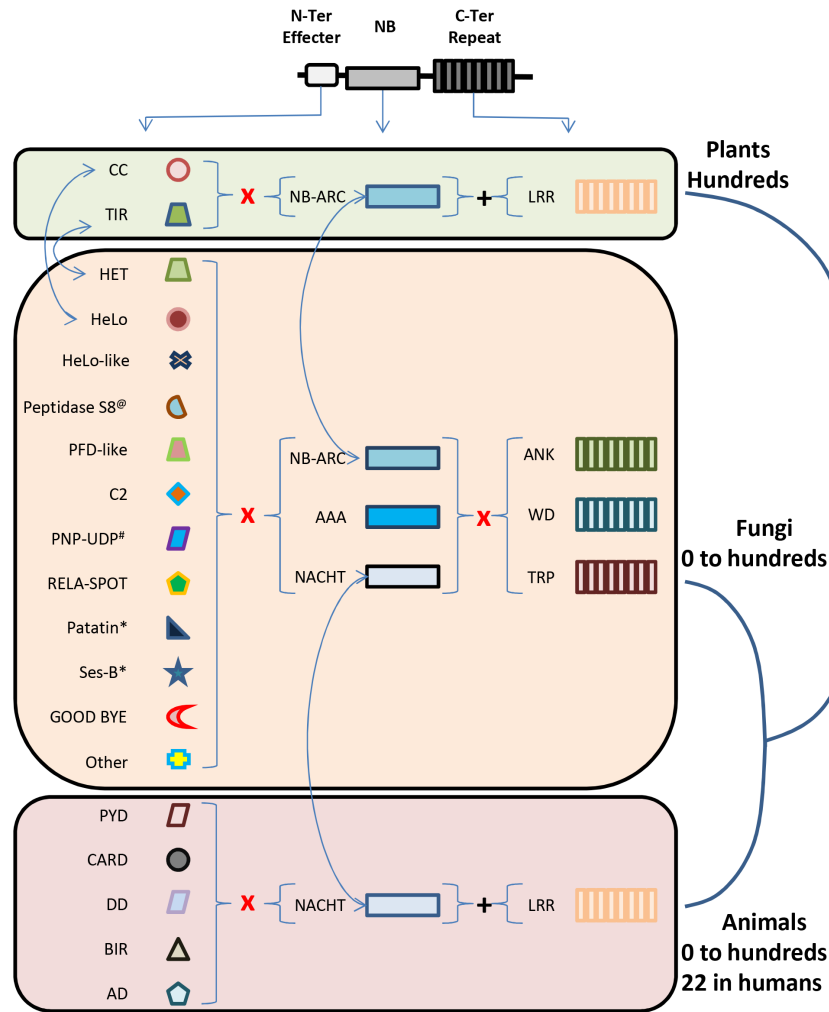 N-Ter
Effecter
NB
C-Ter
Repeat
CC
TIR
X
NB-ARC
+
LRR
Plants
Hundreds
HET
HeLo
HeLo-like
Peptidase S8@
PFD-like
C2
PNP-UDP#
RELA-SPOT
Patatin*
Ses-B*
GOOD BYE
Other
X
NB-ARC
AAA
NACHT
X
ANK
WD
TRP
Fungi
0 to hundreds
PYD
CARD
DD
BIR
AD
X
NACHT
+
LRR
Animals
0 to hundreds
22 in humans